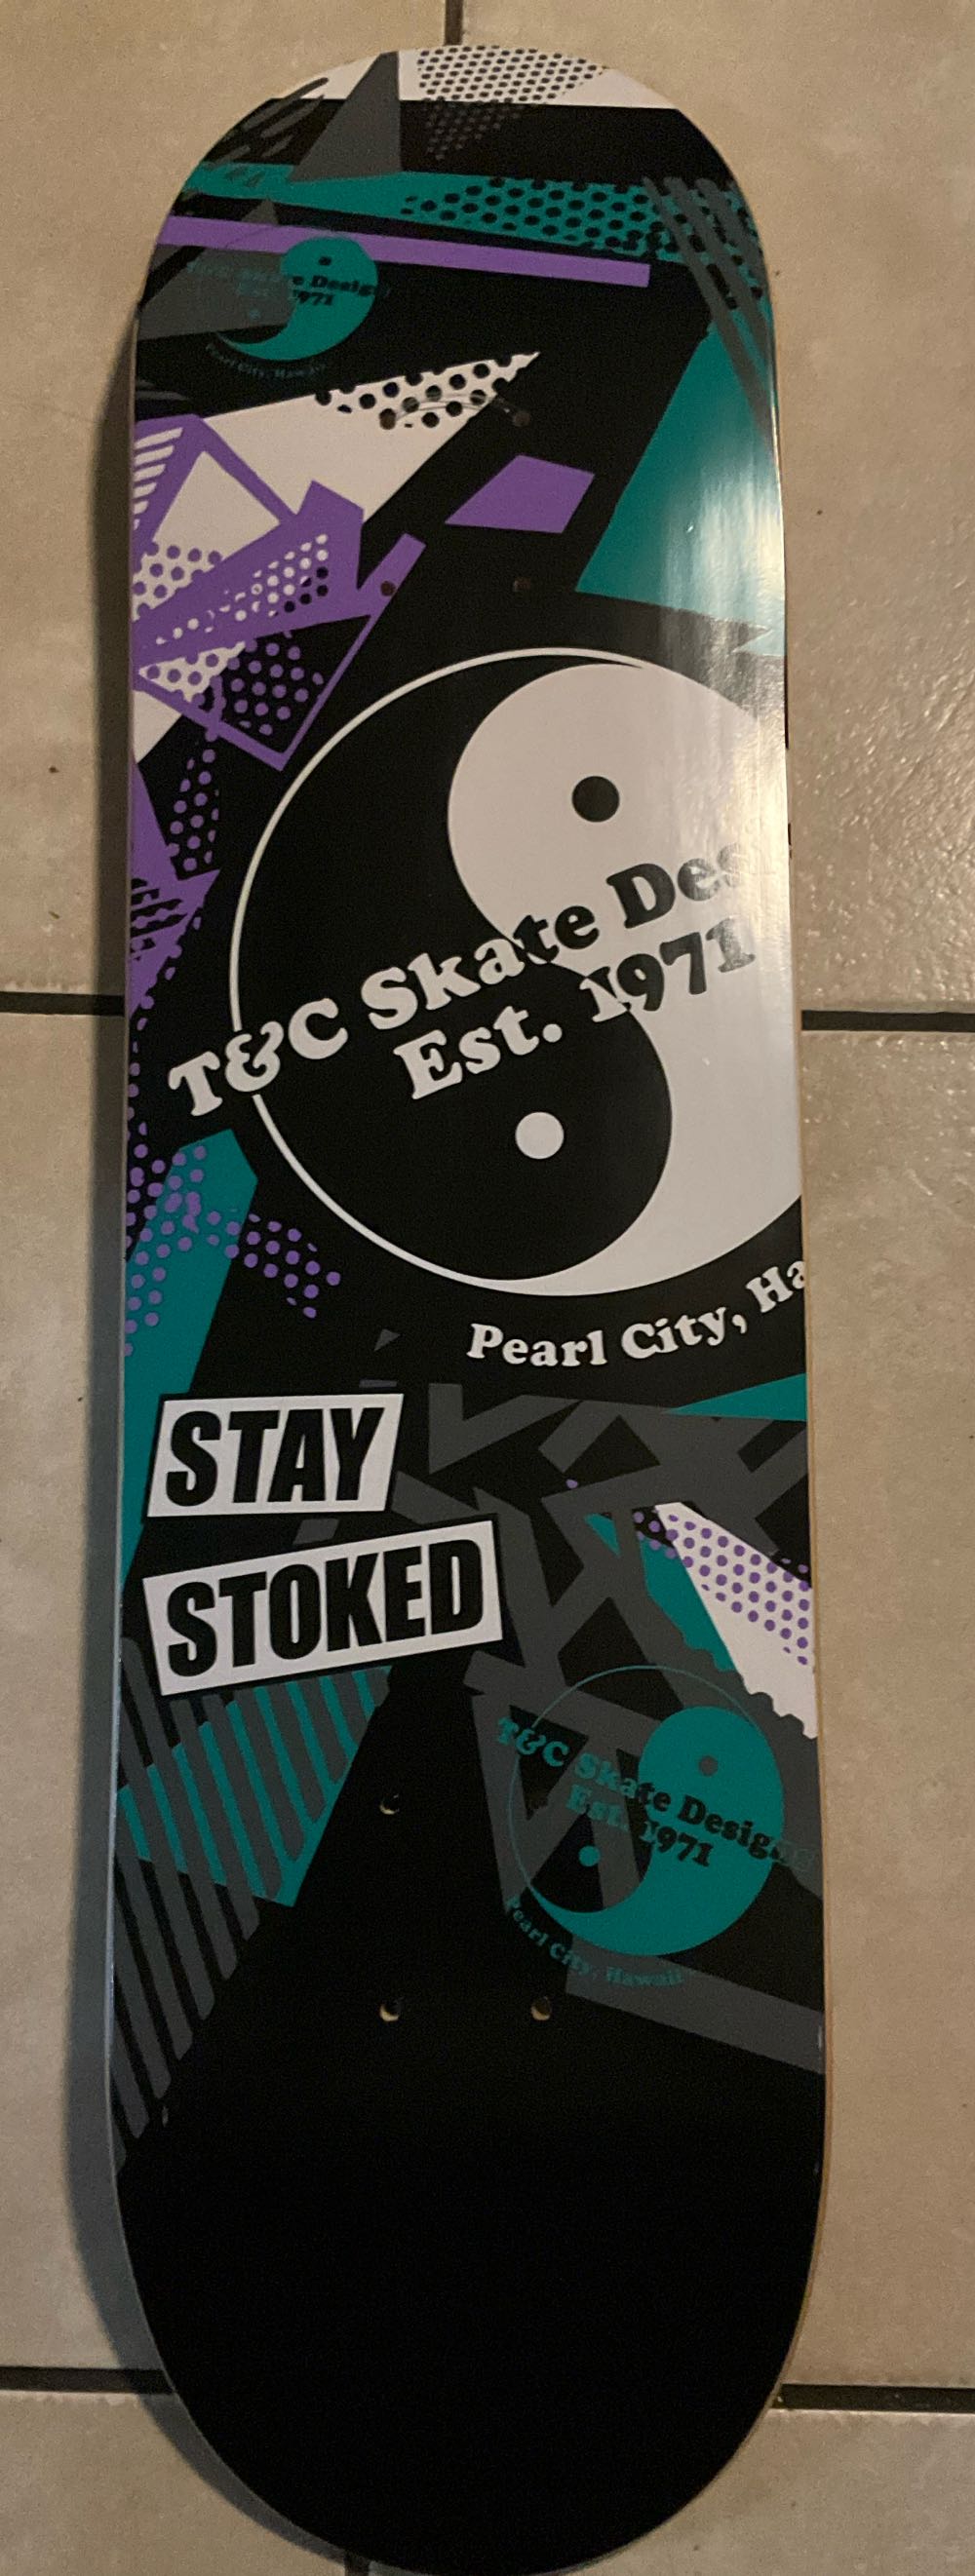 T&C Skate Design
Est. 1971
Pearl City, Hawaii
T&C Skate Des
Est. 1971
Pearl City, Ha
STAY
STOKED
T&C Skate Designs
Est. 1971
Pearl City, Hawaii